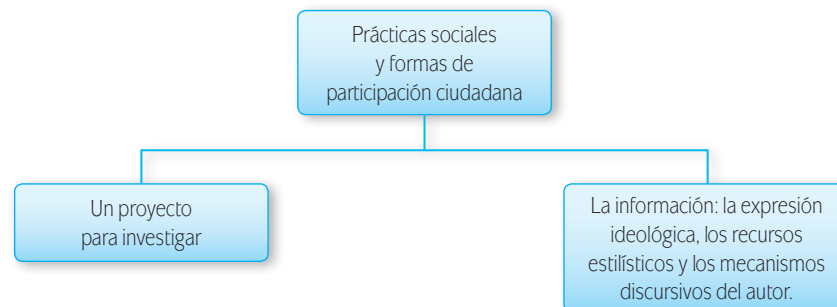 Prácticas sociales
y formas de
participación ciudadana
Un proyecto
para investigar
La información: la expresión
ideológica, los recursos
estilísticos y los mecanismos
discursivos del autor.